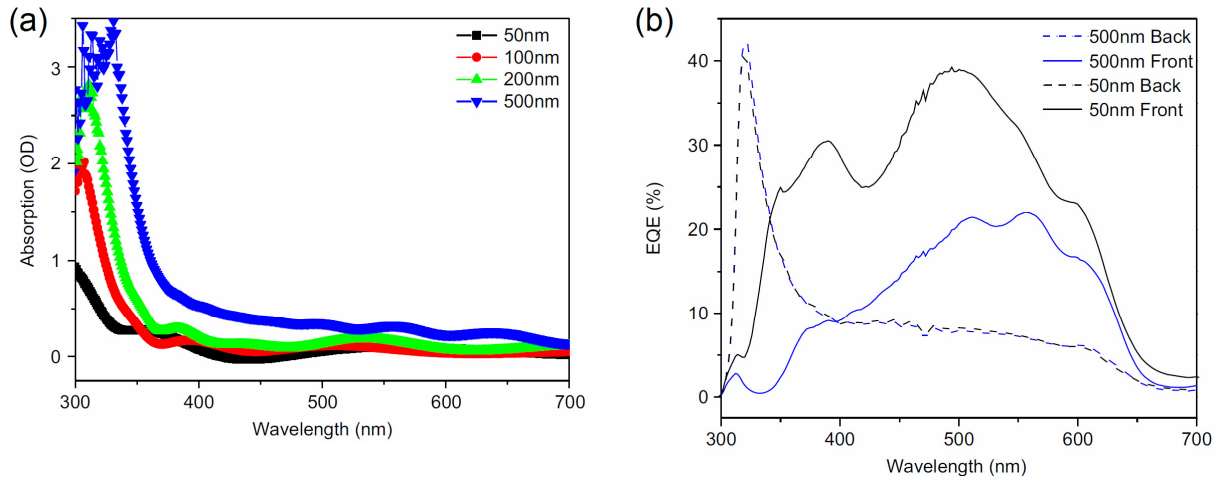 (a)
50nm
100nm
200nm
500nm
3
2
1
0
Absorption (OD)
300 400 500 600 700
Wavelength (nm)
(b)
500nm Back
500nm Front
50nm Back
50nm Front
40
30
20
10
0
EQE (%)
300 400 500 600 700
Wavelength (nm)